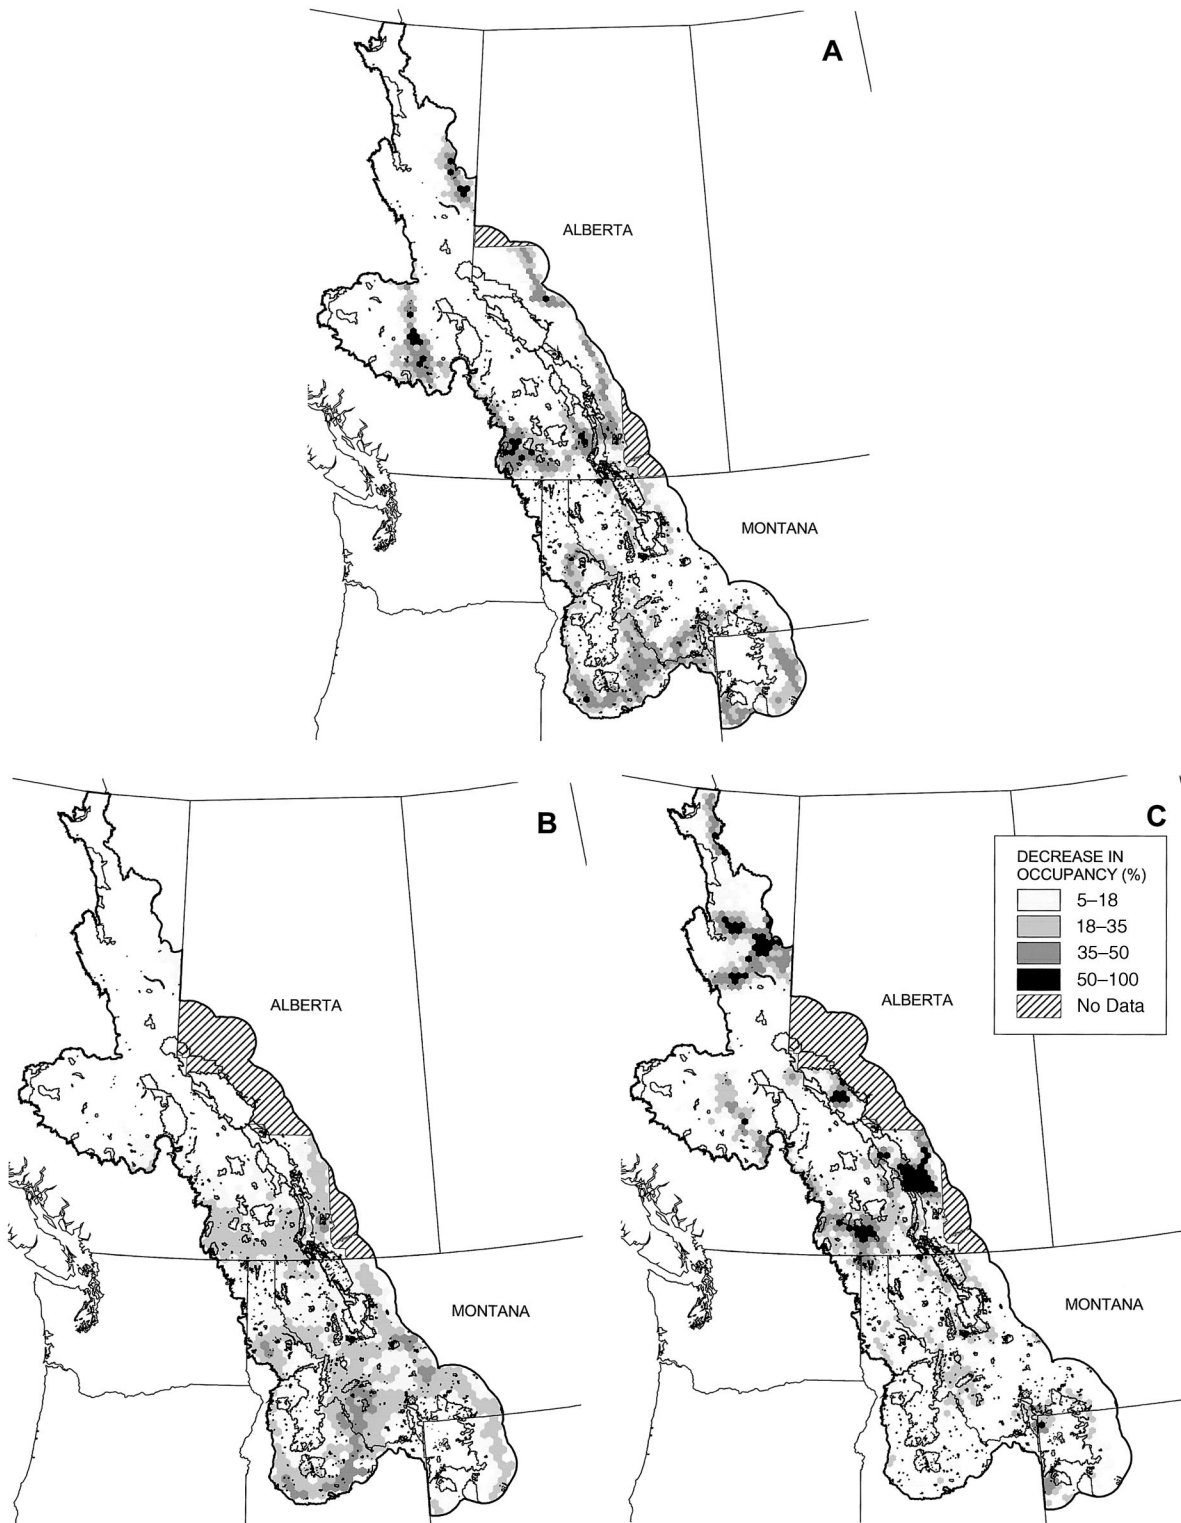 A
ALBERTA
MONTANA
B
ALBERTA
MONTANA
C
DECREASE IN
OCCUPANCY (%)
5–18
18–35
35–50
50–100
No Data
ALBERTA
MONTANA